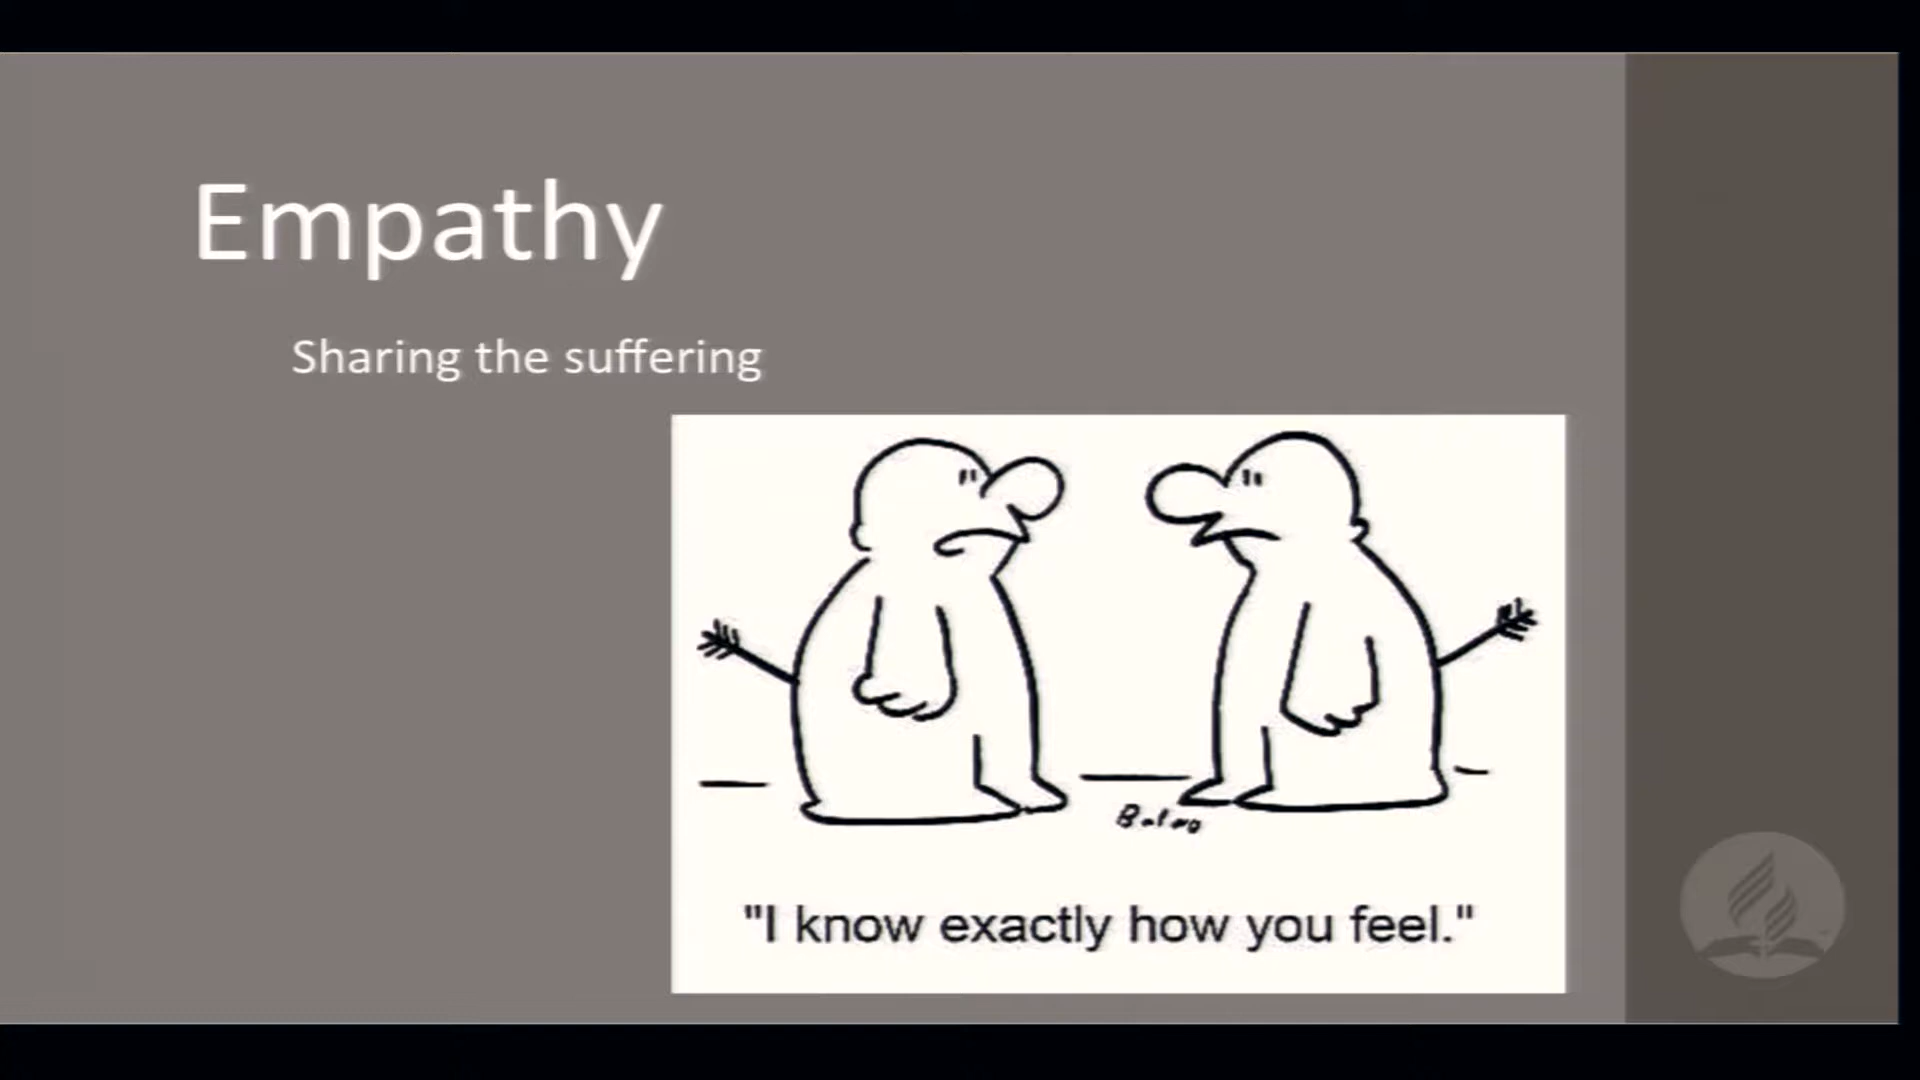 Empathy
Sharing the suffering
"I know exactly how you feel."